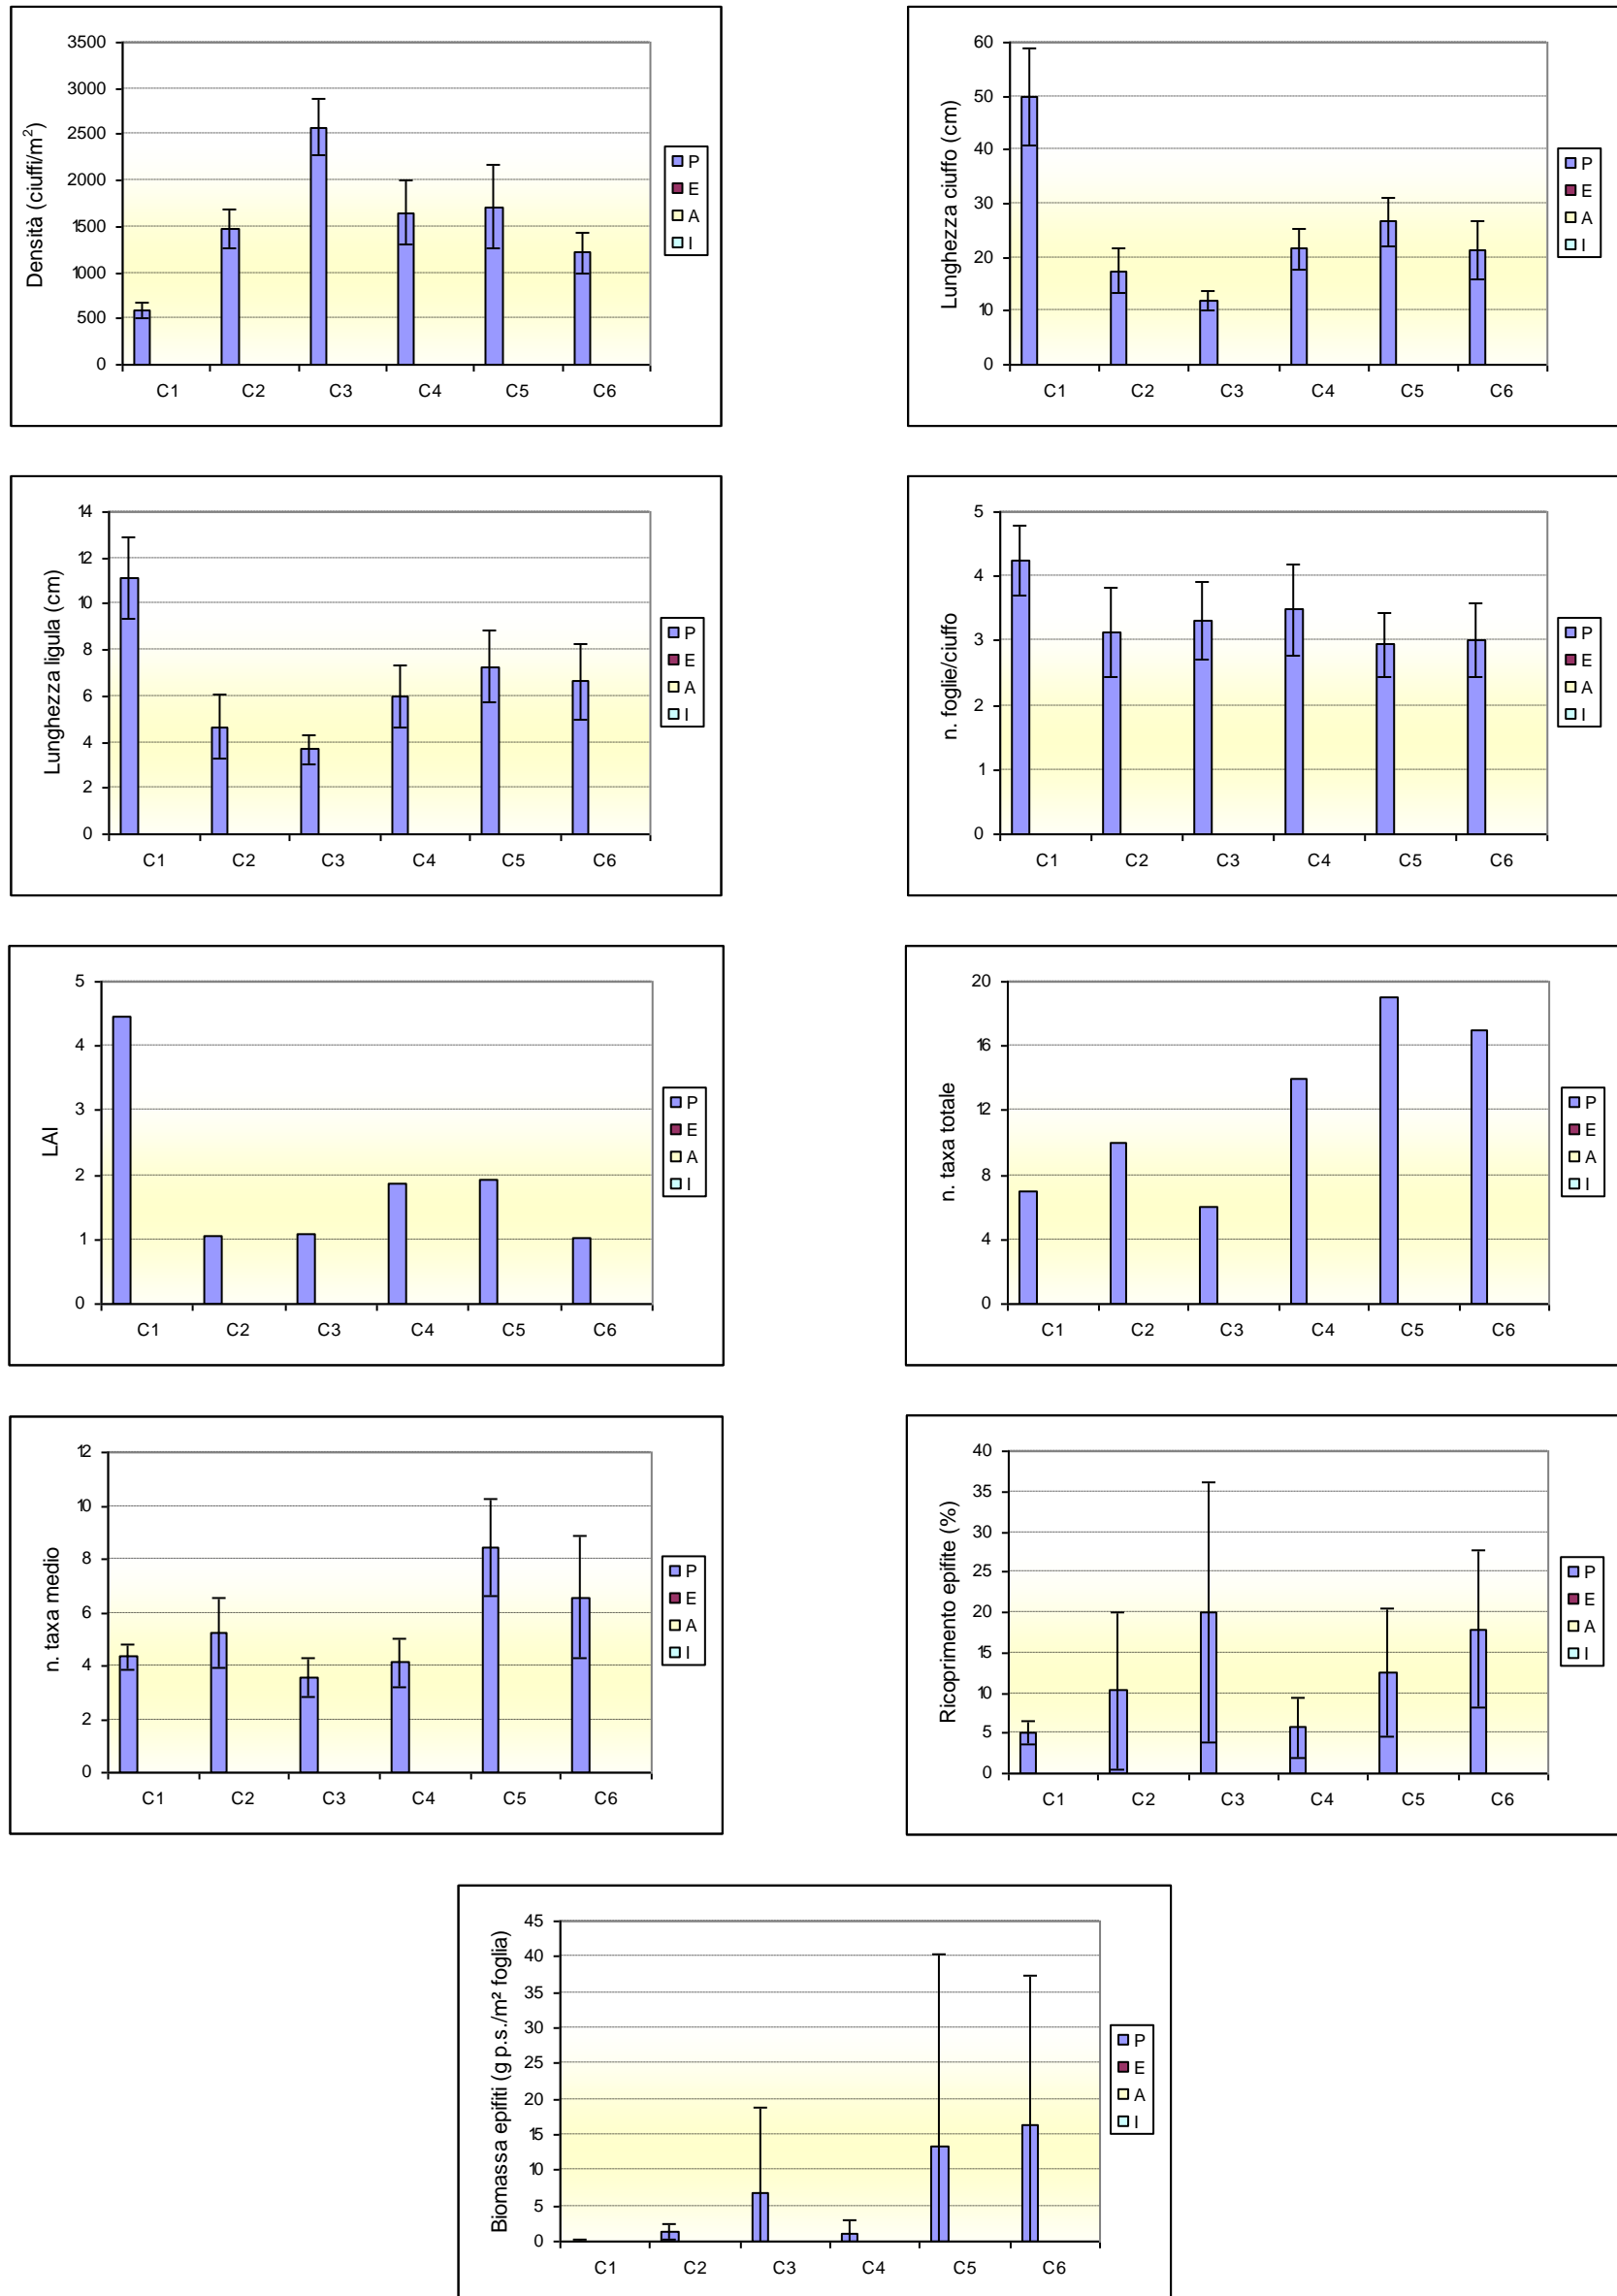 Densità (ciuffi/m²)
3500
3000
2500
2000
1500
1000
500
0
C1 C2 C3 C4 C5 C6
P
E
A
I
Lunghezza ciuffo (cm)
60
50
40
30
20
10
0
C1 C2 C3 C4 C5 C6
P
E
A
I
Lunghezza ligula (cm)
14
12
10
8
6
4
2
0
C1 C2 C3 C4 C5 C6
P
E
A
I
n. foglie/ciuffo
5
4
3
2
1
0
C1 C2 C3 C4 C5 C6
P
E
A
I
LAI
5
4
3
2
1
0
C1 C2 C3 C4 C5 C6
P
E
A
I
n. taxa totale
20
16
12
8
4
0
C1 C2 C3 C4 C5 C6
P
E
A
I
n. taxa medio
12
10
8
6
4
2
0
C1 C2 C3 C4 C5 C6
P
E
A
I
Ricoprimento epifite (%)
40
35
30
25
20
15
10
5
0
C1 C2 C3 C4 C5 C6
P
E
A
I
Biomassa epifiti (g p.s./m² foglia)
45
40
35
30
25
20
15
10
5
0
C1 C2 C3 C4 C5 C6
P
E
A
I